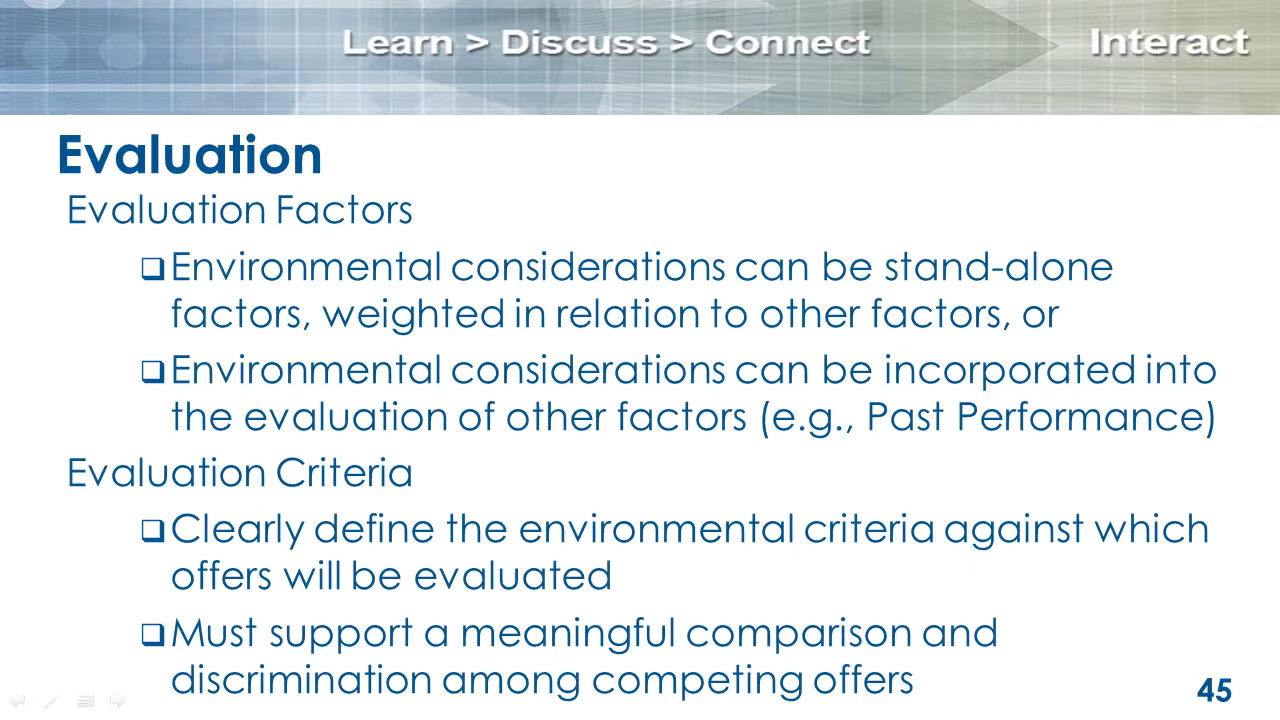 Learn > Discuss > Connect Interact
Evaluation
Evaluation Factors
❑Environmental considerations can be stand-alone
factors, weighted in relation to other factors, or
❑Environmental considerations can be incorporated into
the evaluation of other factors (e.g., Past Performance)
Evaluation Criteria
❑Clearly define the environmental criteria against which
offers will be evaluated
❑Must support a meaningful comparison and
discrimination among competing offers
45